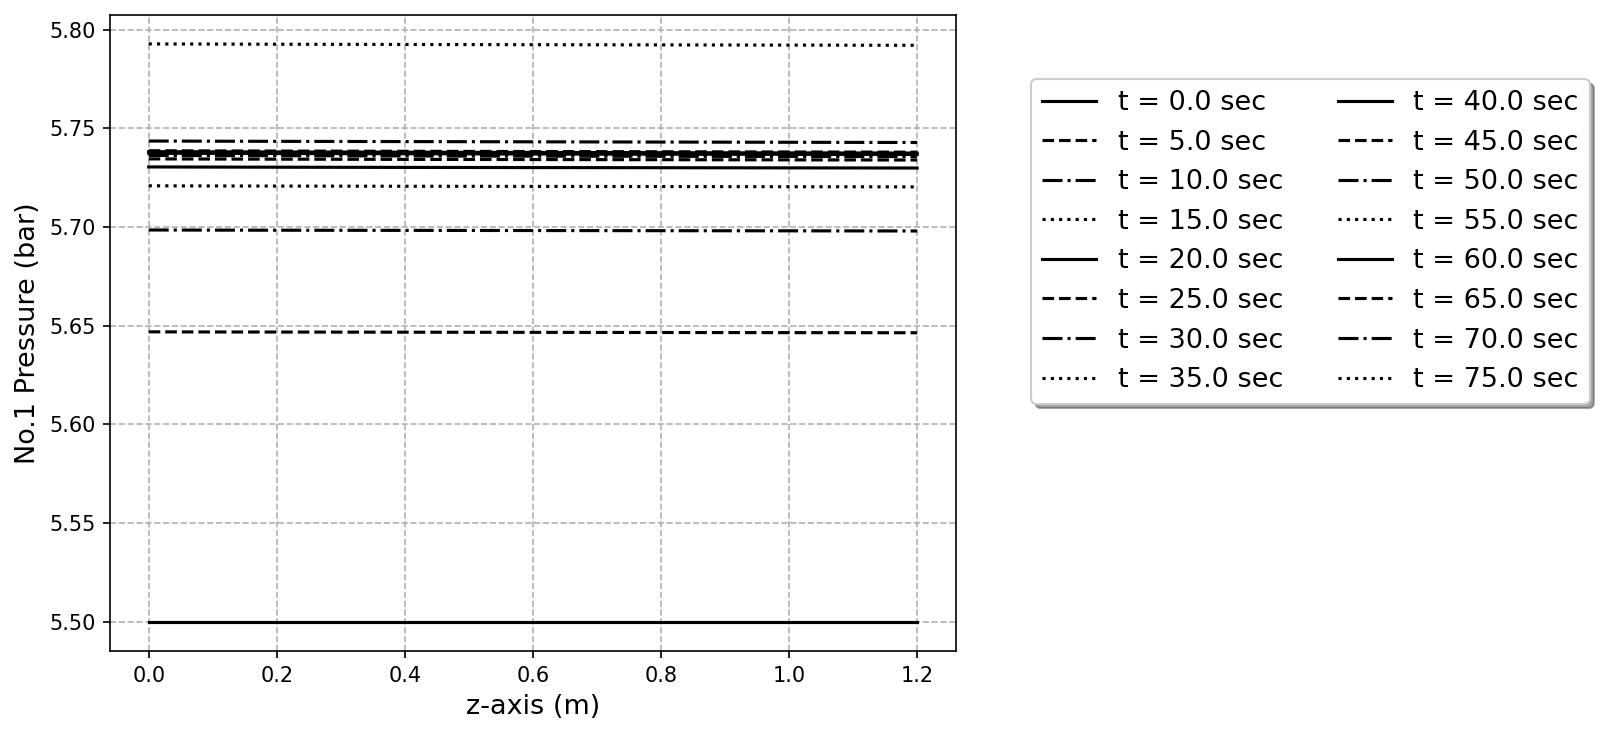 5.80
5.75
5.70
5.65
5.60
5.55
5.50
No.1 Pressure (bar)
0.0 0.2 0.4 0.6 0.8 1.0 1.2
z-axis (m)
t = 0.0 sec
t = 5.0 sec
t = 10.0 sec
t = 15.0 sec
t = 20.0 sec
t = 25.0 sec
t = 30.0 sec
t = 35.0 sec
t = 40.0 sec
t = 45.0 sec
t = 50.0 sec
t = 55.0 sec
t = 60.0 sec
t = 65.0 sec
t = 70.0 sec
t = 75.0 sec